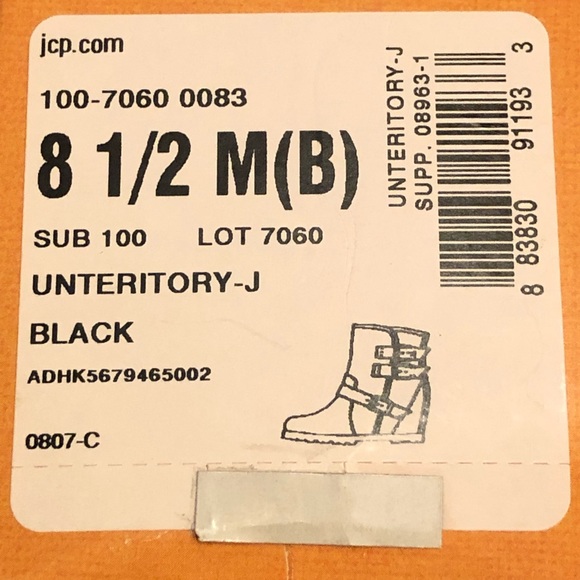 jcp.com
100-7060 0083
8 1/2 M(B)
SUB 100 LOT 7060
UNTERITORY-J
BLACK
ADHK5679465002
0807-C
UNTERITORY-J
SUPP. 08963-1
8 83830 91193 3